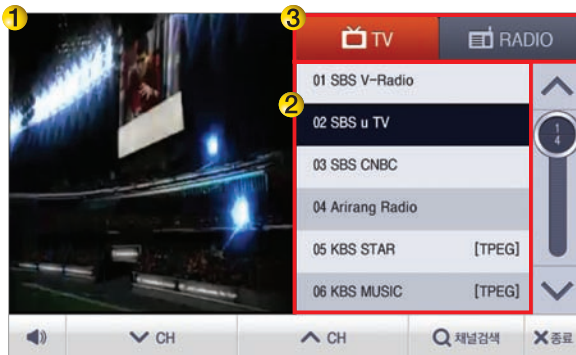 1
3
TV
RADIO
01 SBS V-Radio
2
02 SBS u TV
1
4
03 SBS CNBC
04 Arirang Radio
05 KBS STAR [TPEG]
06 KBS MUSIC [TPEG]
CH
CH
채널검색
종료